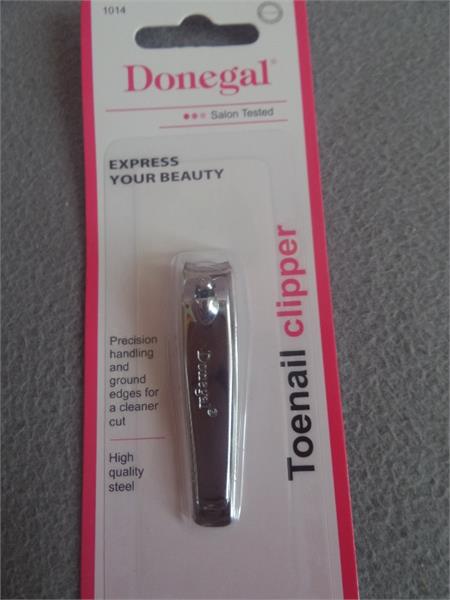 1014
Donegal®
Salon Tested
EXPRESS
YOUR BEAUTY
Toenail clipper
Donegal
Precision
handling
and
ground
edges for
a cleaner
cut
High
quality
steel